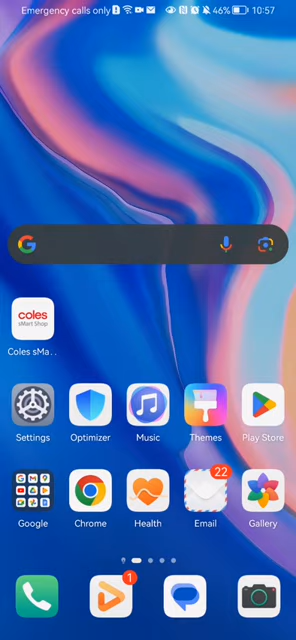 Emergency calls only 46% 10:57
coles
sMart Shop
Coles sMa..
Settings Optimizer Music Themes Play Store
22
Google Chrome Health Email Gallery
1